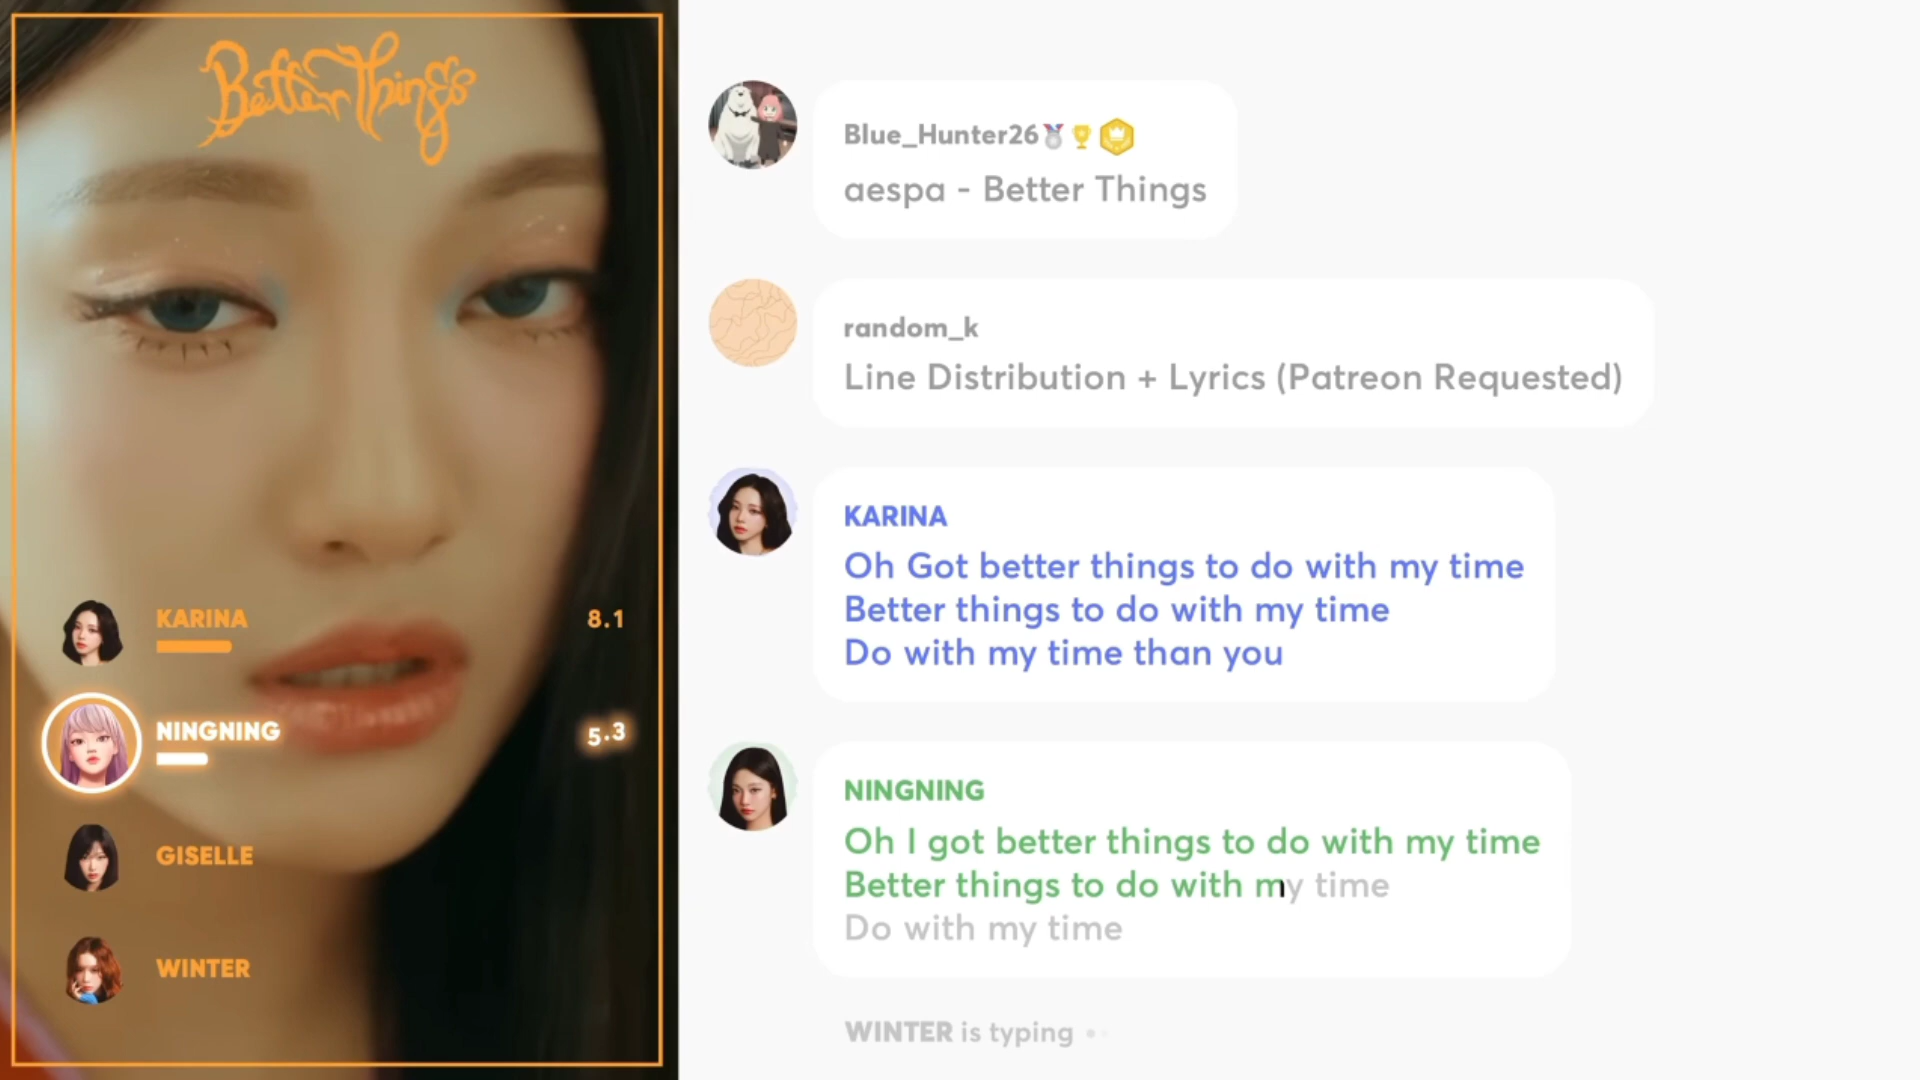 Better Things
KARINA
8.1
NINGNING
5.3
GISELLE
WINTER
Blue_Hunter26
aespa - Better Things
random_k
Line Distribution + Lyrics (Patreon Requested)
KARINA
Oh Got better things to do with my time
Better things to do with my time
Do with my time than you
NINGNING
Oh I got better things to do with my time
Better things to do with my time
Do with my time
WINTER is typing